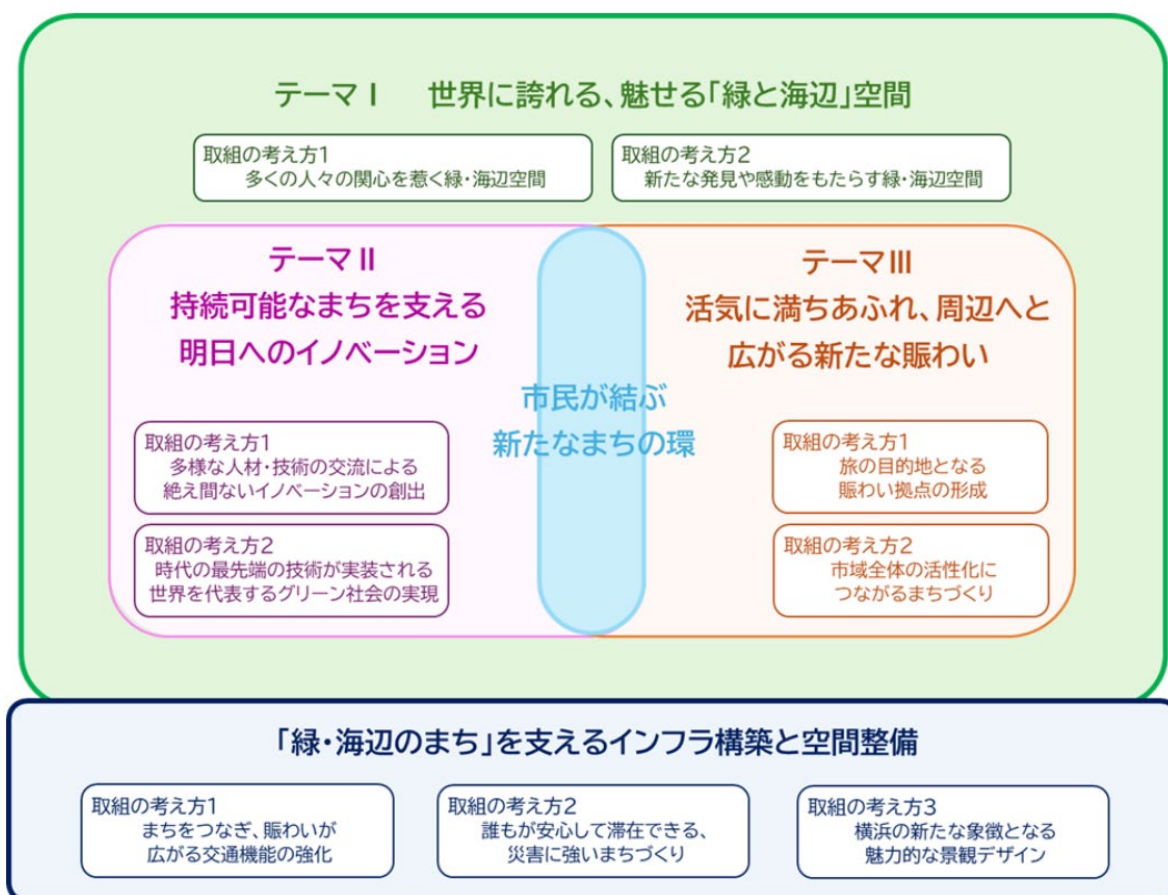 テーマⅠ　世界に誇れる、魅せる「緑と海辺」空間
取組の考え方1
多くの人々の関心を惹く緑・海辺空間
取組の考え方2
新たな発見や感動をもたらす緑・海辺空間
テーマⅡ
持続可能なまちを支える
明日へのイノベーション
取組の考え方1
多様な人材・技術の交流による
絶え間ないイノベーションの創出
取組の考え方2
時代の最先端の技術が実装される
世界を代表するグリーン社会の実現
市民が結ぶ
新たなまちの環
テーマⅢ
活気に満ちあふれ、周辺へと
広がる新たな賑わい
取組の考え方1
旅の目的地となる
賑わい拠点の形成
取組の考え方2
市域全体の活性化に
つながるまちづくり
「緑・海辺のまち」を支えるインフラ構築と空間整備
取組の考え方1
まちをつなぎ、賑わいが
広がる交通機能の強化
取組の考え方2
誰もが安心して滞在できる、
災害に強いまちづくり
取組の考え方3
横浜の新たな象徴となる
魅力的な景観デザイン